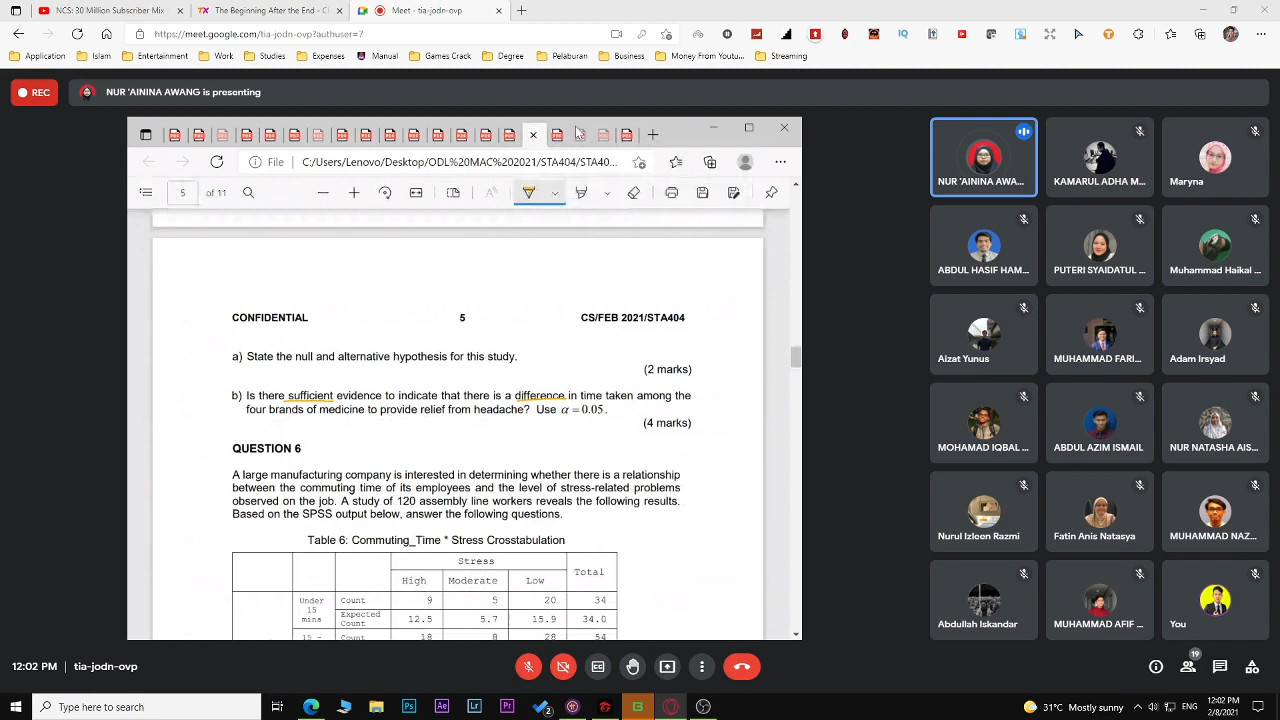 NCS: 30 Million Subscriber Mix
The Beginning After the End - Cl
Meet - tia-jodn-ovp
https://meet.google.com/tia-jodn-ovp?authuser=7
Application
Islam
Entertainment
Work
Studies
Expenses
Manual
Games Crack
Degree
Pelaburan
Business
Money From Youtu...
Streaming
REC
NUR 'AININA AWANG is presenting
File
C:/Users/Lenovo/Desktop/ODL%20MAC%202021/STA404/STA40...
5 of 11
CONFIDENTIAL 5 CS/FEB 2021/STA404
a) State the null and alternative hypothesis for this study.
(2 marks)
b) Is there sufficient evidence to indicate that there is a difference in time taken among the
four brands of medicine to provide relief from headache? Use α = 0.05.
(4 marks)
QUESTION 6
A large manufacturing company is interested in determining whether there is a relationship
between the commuting time of its employees and the level of stress-related problems
observed on the job. A study of 120 assembly line workers reveals the following results.
Based on the SPSS output below, answer the following questions.
Table 6: Commuting_Time * Stress Crosstabulation
Stress
Total
High Moderate Low
Under 15 mins
Count 9 5 20 34
Expected Count 12.5 5.7 15.9 34.0
15 - Count 18 8 28 54
NUR 'AININA AWA...
KAMARUL ADHA M...
Maryna
ABDUL HASIF HAM...
PUTERI SYAIDATUL ...
Muhammad Haikal ...
Aizat Yunus
MUHAMMAD FARI...
Adam Irsyad
MOHAMAD IQBAL ...
ABDUL AZIM ISMAIL
NUR NATASHA AIS...
Nurul Izleen Razmi
Fatin Anis Natasya
MUHAMMAD NAZ...
Abdullah Iskandar
MUHAMMAD AFIF ...
You
12:02 PM tia-jodn-ovp
19
Type here to search
31°C Mostly sunny
ENG
12:02 PM
2/8/2021